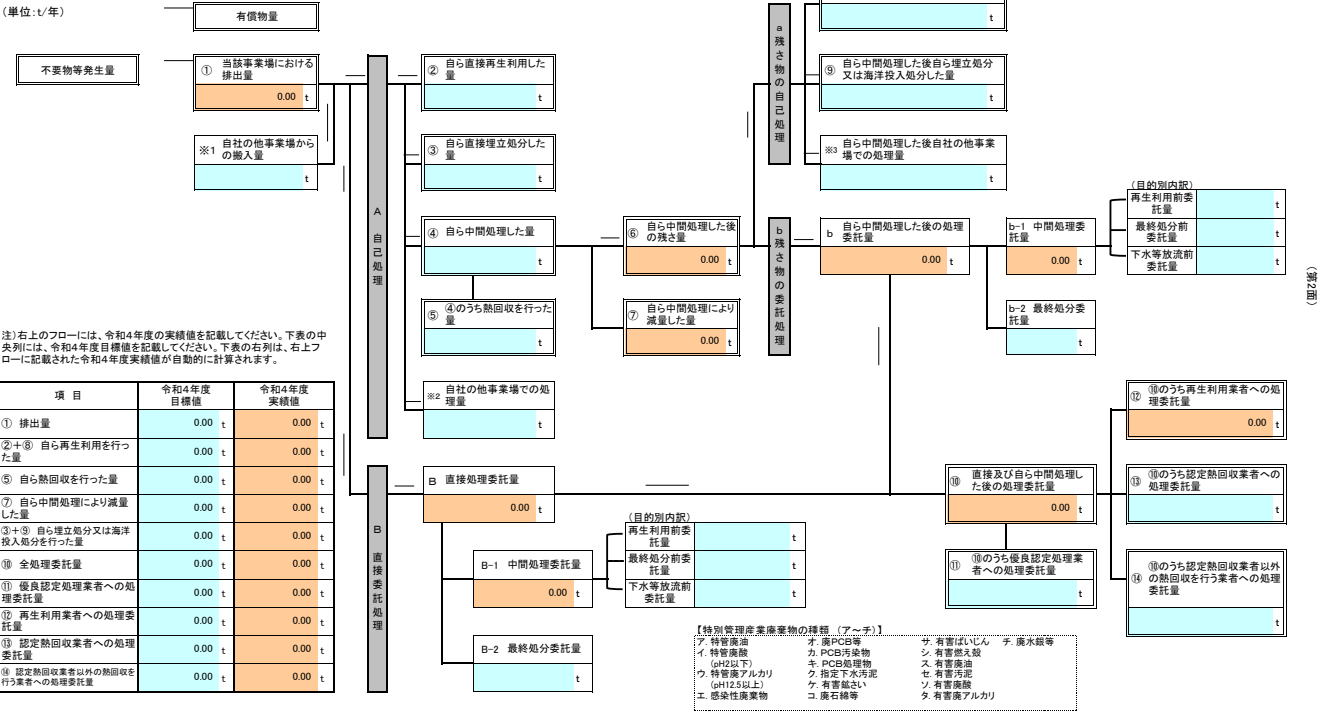 （単位：t/年）
有償物量
t
不要物等発生量
① 当該事業場における
排出量
0.00 t
※1 自社の他事業場から
の搬入量
t
A 自己処理
② 自ら直接再生利用した
量
t
③ 自ら直接埋立処分した
量
t
④ 自ら中間処理した量
t
⑤ ④のうち熱回収を行った
量
t
※2 自社の他事業場での処
理量
t
⑥ 自ら中間処理した後
の残さ量
0.00 t
⑦ 自ら中間処理により
減量した量
0.00 t
a 残さ物の自己処理
⑨ 自ら中間処理した後自ら埋立処分
又は海洋投入処分した量
t
※3 自ら中間処理した後自社の他事業
場での処理量
t
b 残さ物の委託処理
b 自ら中間処理した後の処理
委託量
0.00 t
b-1 中間処理委
託量
0.00 t
（目的別内訳）
再生利用前委
託量
t
最終処分前
委託量
t
下水等放流前
委託量
t
b-2 最終処分委
託量
t
（第2面）
注）右上のフローには、令和4年度の実績値を記載してください。下表の中
央列には、令和4年度目標値を記載してください。下表の右列は、右上フ
ローに記載された令和4年度実績値が自動的に計算されます。
項 目
令和4年度
目標値
令和4年度
実績値
① 排出量 0.00 t 0.00 t
②＋⑧ 自ら再生利用を行っ
た量 0.00 t 0.00 t
⑤ 自ら熱回収を行った量 0.00 t 0.00 t
⑦ 自ら中間処理により減量
した量 0.00 t 0.00 t
③＋⑨ 自ら埋立処分又は海洋
投入処分を行った量 0.00 t 0.00 t
⑩ 全処理委託量 0.00 t 0.00 t
⑪ 優良認定処理業者への処
理委託量 0.00 t 0.00 t
⑫ 再生利用業者への処理委
託量 0.00 t 0.00 t
⑬ 認定熱回収業者への処理
委託量 0.00 t 0.00 t
⑭ 認定熱回収業者以外の熱回収を
行う業者への処理委託量 0.00 t 0.00 t
B 直接委託処理
B 直接処理委託量
0.00 t
B-1 中間処理委託量
0.00 t
（目的別内訳）
再生利用前委
託量
t
最終処分前委
託量
t
下水等放流前
委託量
t
B-2 最終処分委託量
t
⑩ 直接及び自ら中間処理し
た後の処理委託量
0.00 t
⑪ ⑩のうち優良認定処理業
者への処理委託量
t
⑫ ⑩のうち再生利用業者への処
理委託量
0.00 t
⑬ ⑩のうち認定熱回収業者への
処理委託量
t
⑭ ⑩のうち認定熱回収業者以外
の熱回収を行う業者への処理
委託量
t
【特別管理産業廃棄物の種類 （ア～チ）】
ア. 特管廃油 オ. 廃PCB等 サ. 有害ばいじん チ. 廃水銀等
イ. 特管廃酸 カ. PCB汚染物 シ. 有害燃え殻
（pH2以下） キ. PCB処理物 ス. 有害廃油
ウ. 特管廃アルカリ ク. 指定下水汚泥 セ. 有害汚泥
（pH12.5以上） ケ. 有害鉱さい ソ. 有害廃酸
エ. 感染性廃棄物 コ. 廃石綿等 タ. 有害廃アルカリ